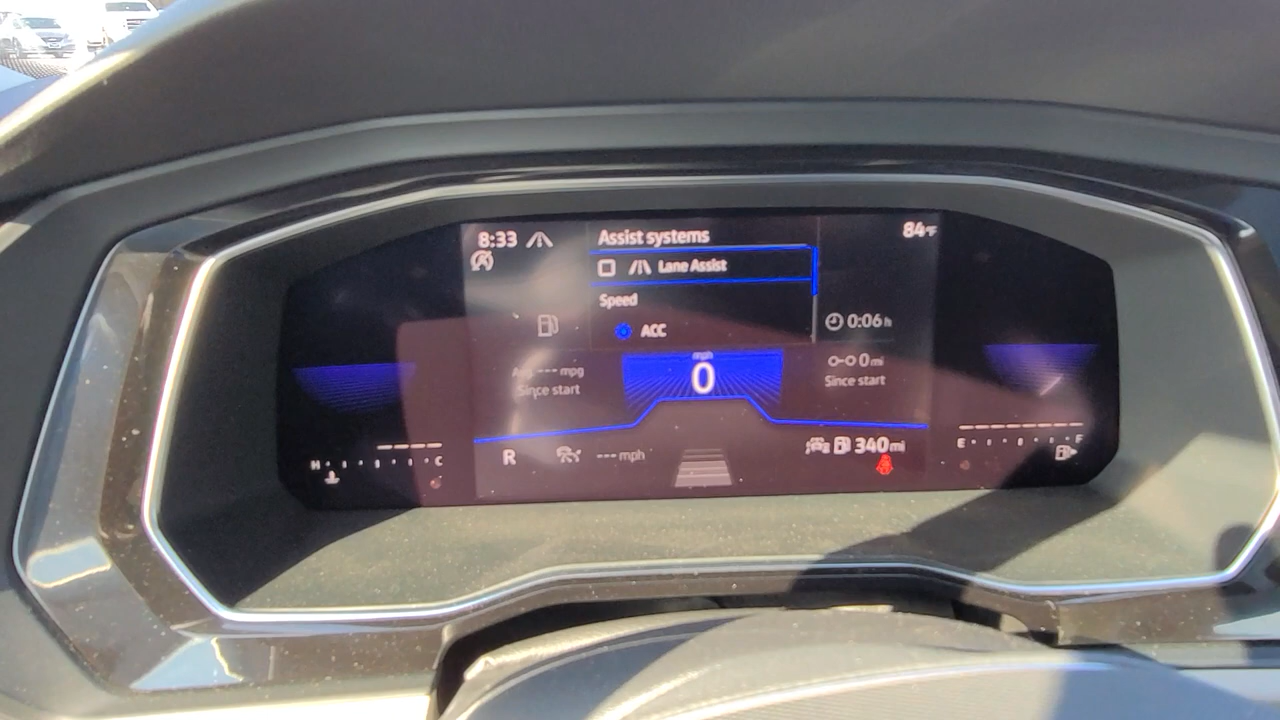 8:33
Assist systems
84°F
Lane Assist
Speed
ACC
0:06 h
mph
0
Avg. --- mpg
Since start
0 mi
Since start
R
--- mph
340 mi
H C
E F